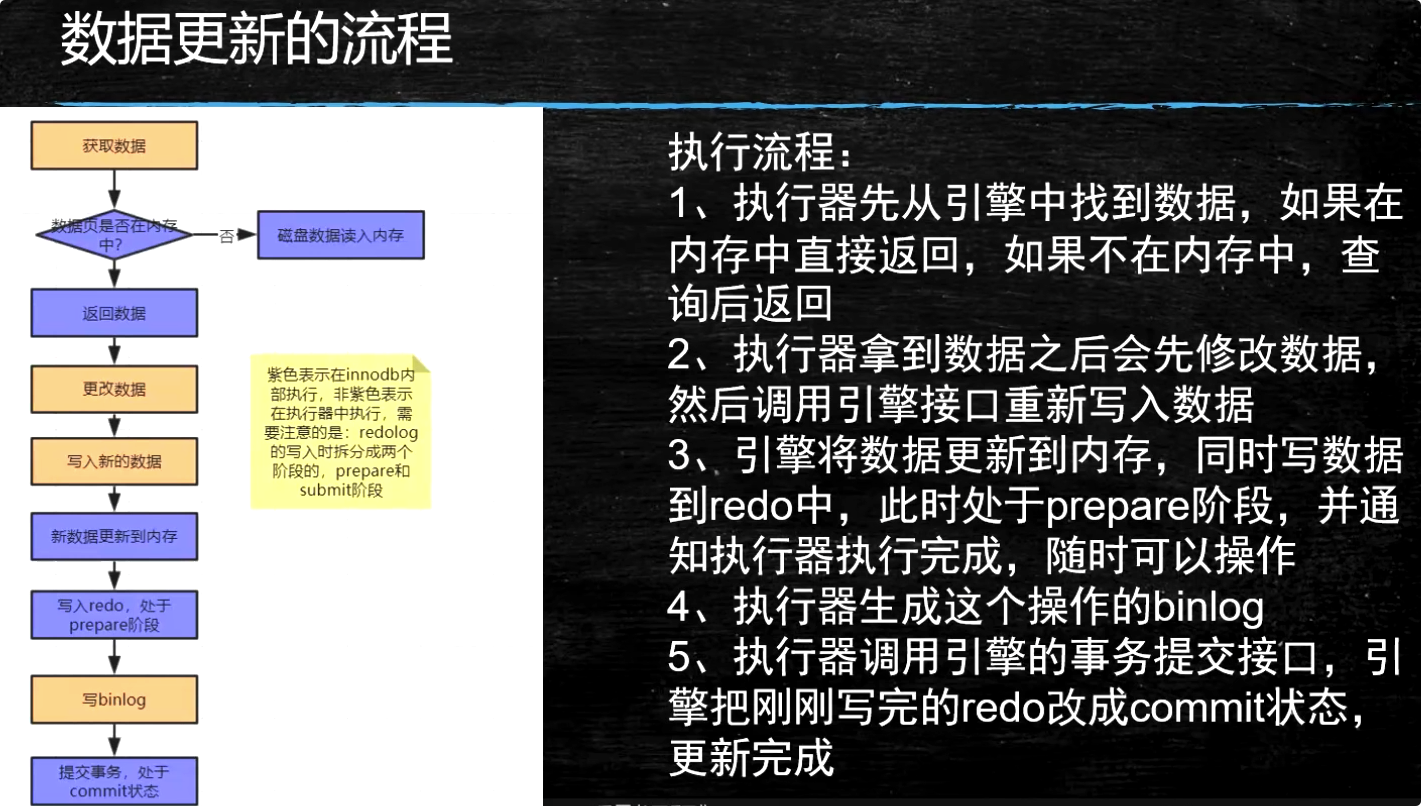 数据更新的流程
获取数据
数据页是否在内存
中?
否
磁盘数据读入内存
返回数据
更改数据
写入新的数据
新数据更新到内存
写入redo，处于
prepare阶段
写binlog
提交事务，处于
commit状态
紫色表示在innodb内
部执行，非紫色表示
在执行器中执行，需
要注意的是：redolog
的写入时拆分成两个
阶段的，prepare和
submit阶段
执行流程：
1、执行器先从引擎中找到数据，如果在
内存中直接返回，如果不在内存中，查
询后返回
2、执行器拿到数据之后会先修改数据，
然后调用引擎接口重新写入数据
3、引擎将数据更新到内存，同时写数据
到redo中，此时处于prepare阶段，并通
知执行器执行完成，随时可以操作
4、执行器生成这个操作的binlog
5、执行器调用引擎的事务提交接口，引
擎把刚刚写完的redo改成commit状态，
更新完成